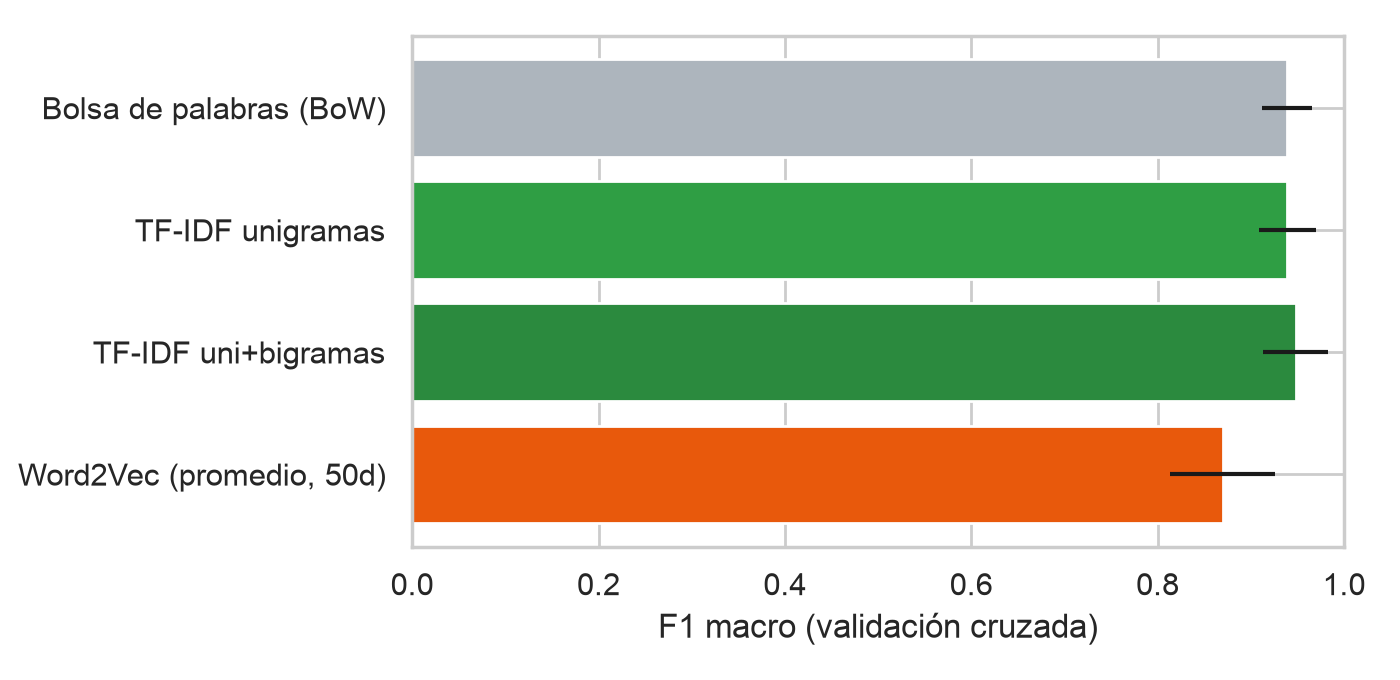 Bolsa de palabras (BoW)
TF-IDF unigramas
TF-IDF uni+bigramas
Word2Vec (promedio, 50d)
0.0 0.2 0.4 0.6 0.8 1.0
F1 macro (validación cruzada)